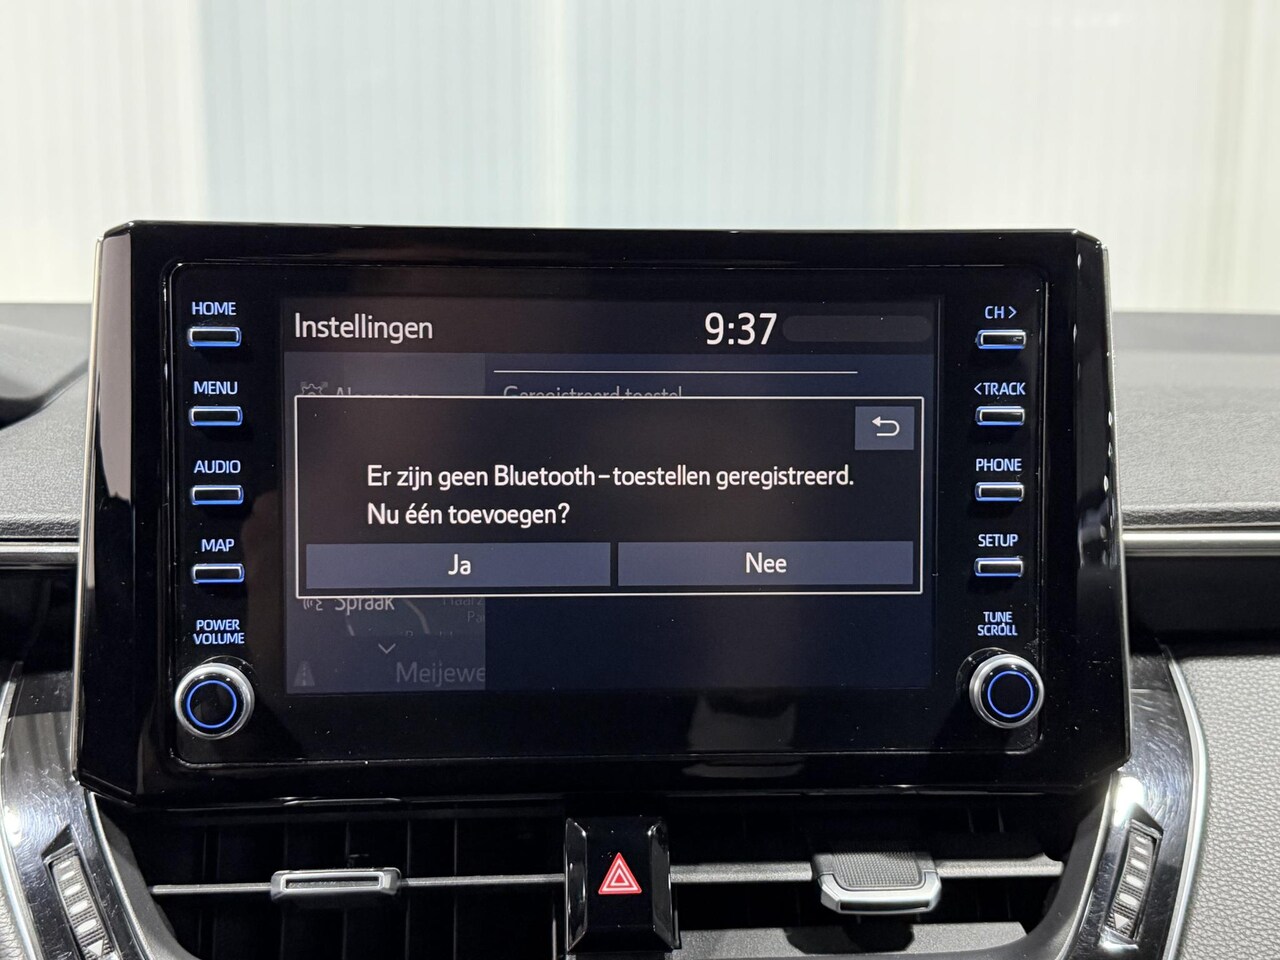 HOME
MENU
AUDIO
MAP
POWER
VOLUME
Instellingen
9:37
Geregistreerd toestel
Er zijn geen Bluetooth-toestellen geregistreerd.
Nu één toevoegen?
Ja
Nee
Spraak
Meijewe
CH >
<TRACK
PHONE
SETUP
TUNE
SCROLL